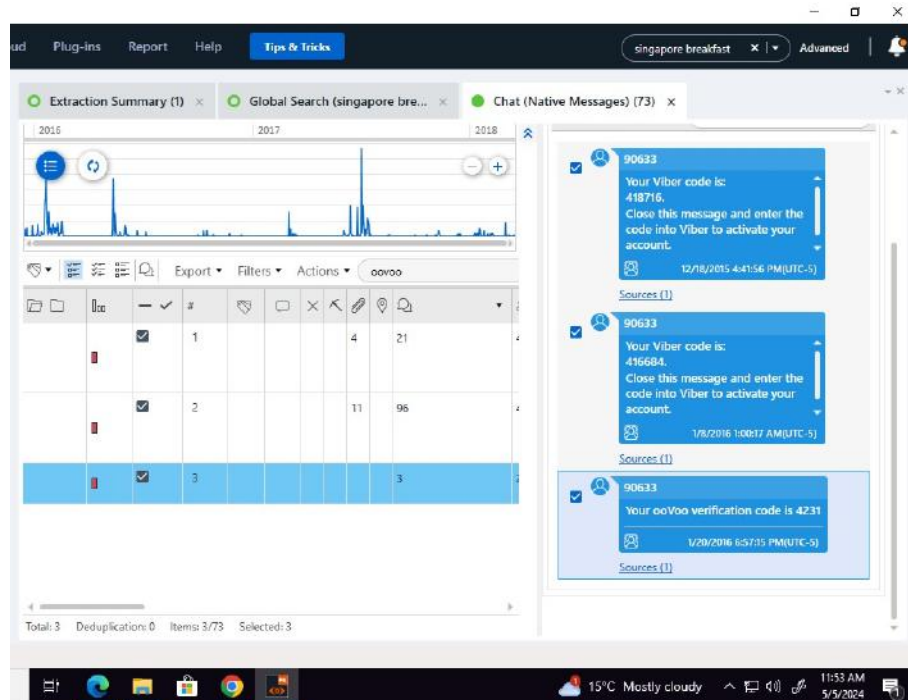 ud Plug-ins Report Help Tips & Tricks singapore breakfast Advanced
Extraction Summary (1) Global Search (singapore bre... Chat (Native Messages) (73)
2016 2017 2018
90633
Your Viber code is:
418716.
Close this message and enter the
code into Viber to activate your
account.
12/18/2015 4:41:56 PM(UTC-5)
Sources (1)
Export Filters Actions oovoo
#
1 4 21
2 11 96
3 3
90633
Your Viber code is:
416684.
Close this message and enter the
code into Viber to activate your
account.
1/8/2016 1:00:17 AM(UTC-5)
Sources (1)
90633
Your ooVoo verification code is 4231
1/20/2016 6:57:15 PM(UTC-5)
Sources (1)
Total: 3 Deduplication: 0 Items: 3/73 Selected: 3
15°C Mostly cloudy 11:53 AM
5/5/2024